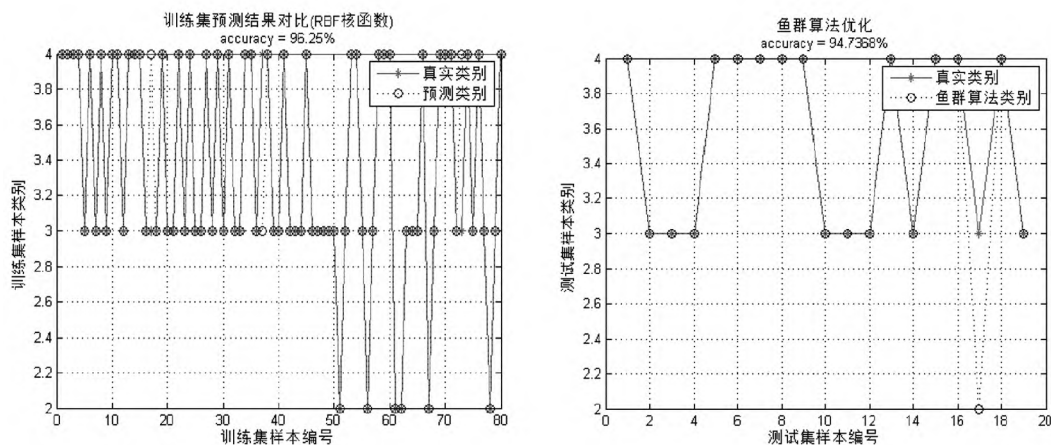 训练集预测结果对比(RBF核函数)
accuracy = 96.25%
4
3.8
3.6
3.4
3.2
3
2.8
2.6
2.4
2.2
2
训练集样本类别
真实类别
预测类别
0 10 20 30 40 50 60 70 80
训练集样本编号
鱼群算法优化
accuracy = 94.7368%
4
3.8
3.6
3.4
3.2
3
2.8
2.6
2.4
2.2
2
测试集样本类别
真实类别
鱼群算法类别
0 2 4 6 8 10 12 14 16 18 20
测试集样本编号